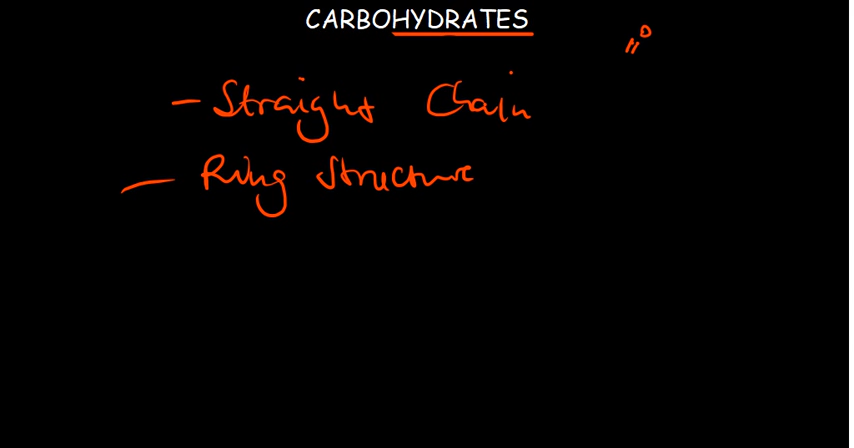 CARBOHYDRATES
- Straight Chain
- Ring Structure